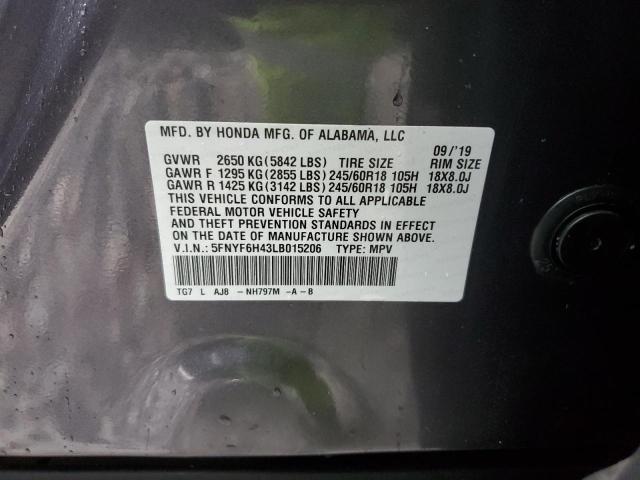 MFD. BY HONDA MFG. OF ALABAMA, LLC
09/'19
GVWR 2650 KG (5842 LBS) TIRE SIZE RIM SIZE
GAWR F 1295 KG (2855 LBS) 245/60R18 105H 18X8.0J
GAWR R 1425 KG (3142 LBS) 245/60R18 105H 18X8.0J
THIS VEHICLE CONFORMS TO ALL APPLICABLE
FEDERAL MOTOR VEHICLE SAFETY
AND THEFT PREVENTION STANDARDS IN EFFECT
ON THE DATE OF MANUFACTURE SHOWN ABOVE.
V.I.N.: 5FNYF6H43LB015206 TYPE: MPV
TG7 L AJ8 -NH797M -A-B